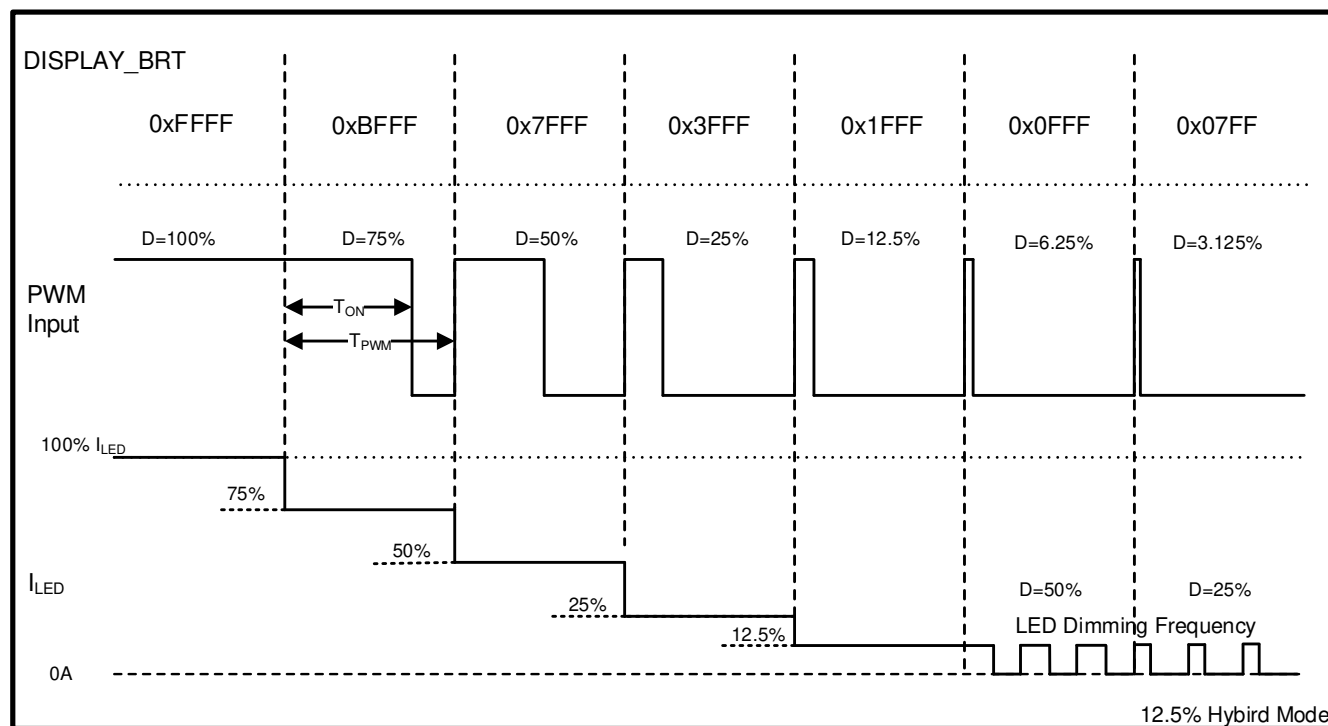 DISPLAY_BRT
0xFFFF 0xBFFF 0x7FFF 0x3FFF 0x1FFF 0x0FFF 0x07FF
D=100% D=75% D=50% D=25% D=12.5% D=6.25% D=3.125%
PWM
Input
TON
TPWM
100% ILED
75%
50%
25%
12.5%
ILED
D=50% D=25%
LED Dimming Frequency
0A
12.5% Hybird Mode